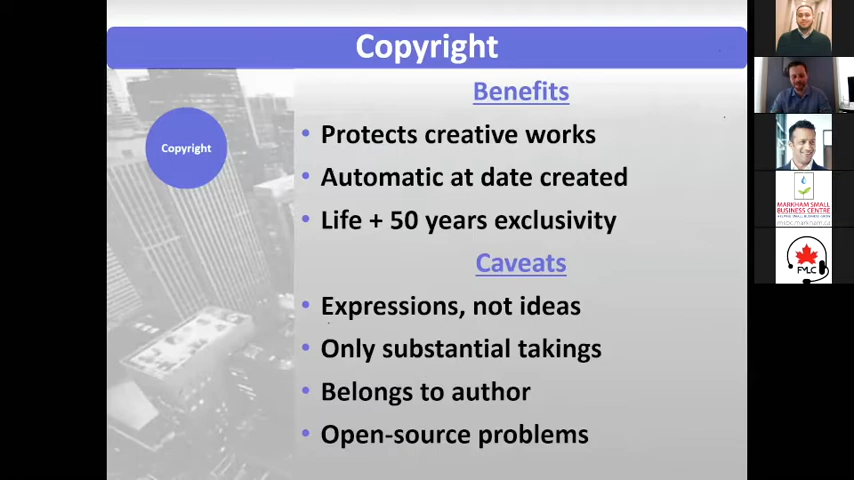 Copyright
Copyright
Benefits
• Protects creative works
• Automatic at date created
• Life + 50 years exclusivity
Caveats
• Expressions, not ideas
• Only substantial takings
• Belongs to author
• Open-source problems
MARKHAM SMALL
BUSINESS CENTRE
FMLC